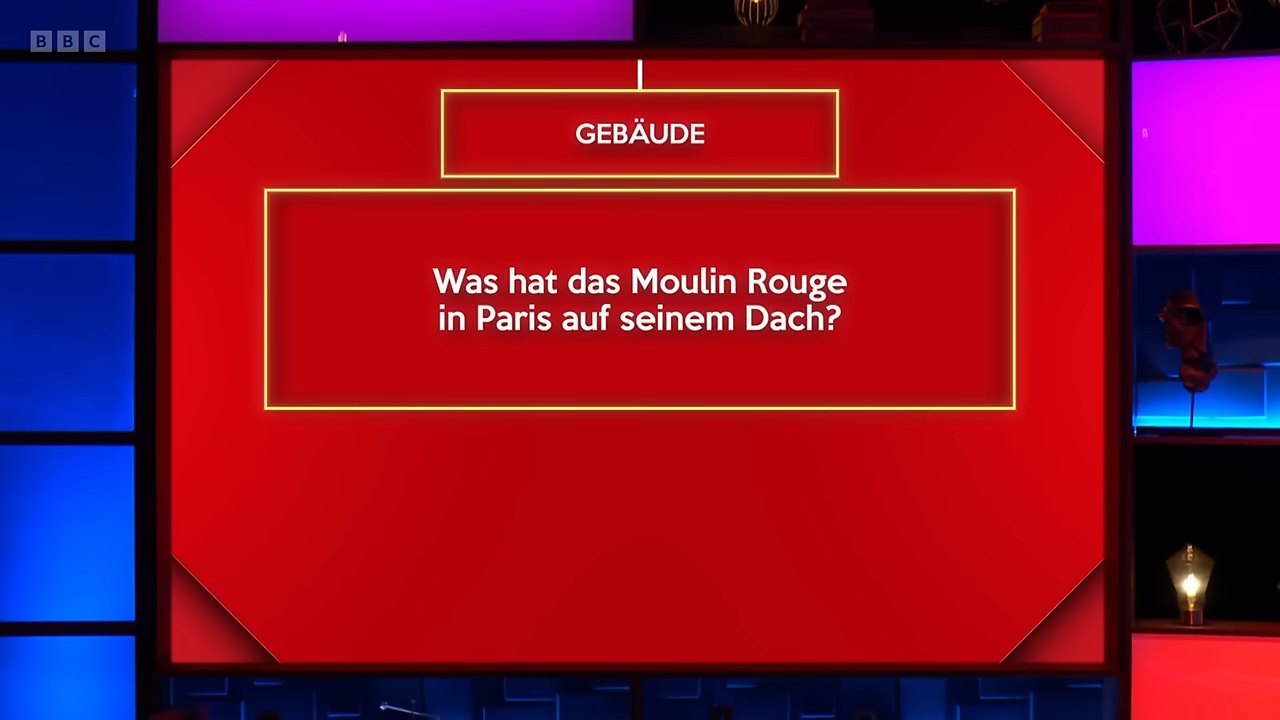 BBC
GEBÄUDE
Was hat das Moulin Rouge
in Paris auf seinem Dach?